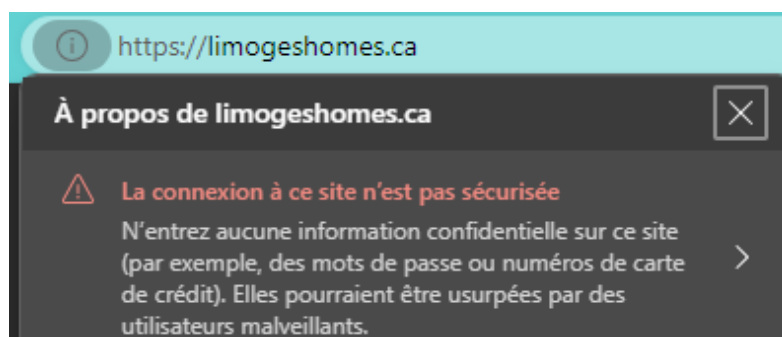 https://limogeshomes.ca
À propos de limogeshomes.ca
La connexion à ce site n'est pas sécurisée
N'entrez aucune information confidentielle sur ce site
(par exemple, des mots de passe ou numéros de carte
de crédit). Elles pourraient être usurpées par des
utilisateurs malveillants.